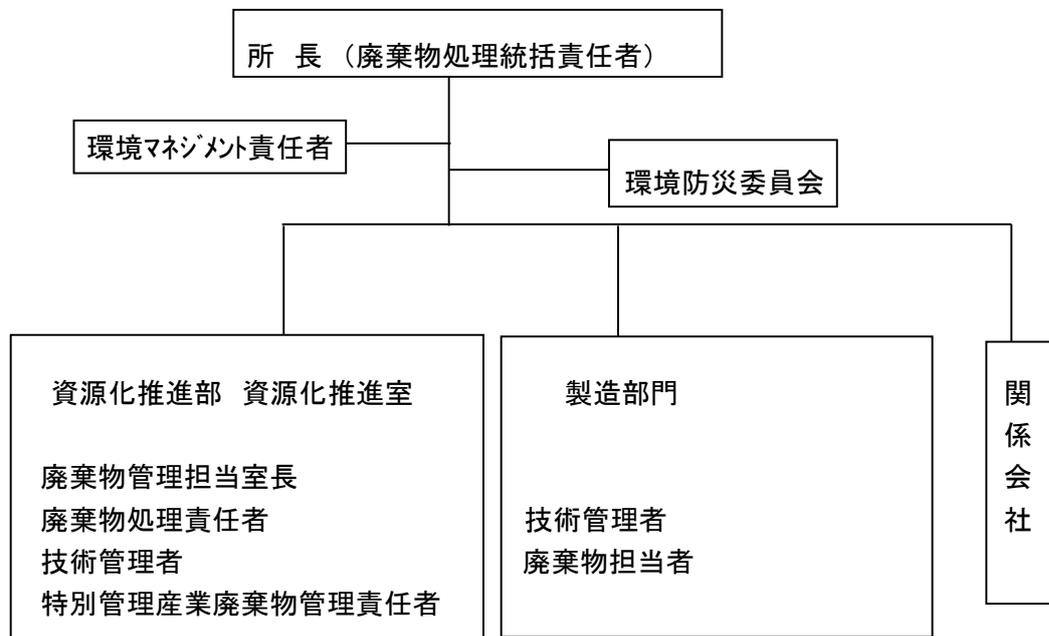 所 長 （廃棄物処理統括責任者）
環境ﾏﾈｼﾞﾒﾝﾄ責任者
環境防災委員会
資源化推進部 資源化推進室
廃棄物管理担当室長
廃棄物処理責任者
技術管理者
特別管理産業廃棄物管理責任者
製造部門
技術管理者
廃棄物担当者
関係会社